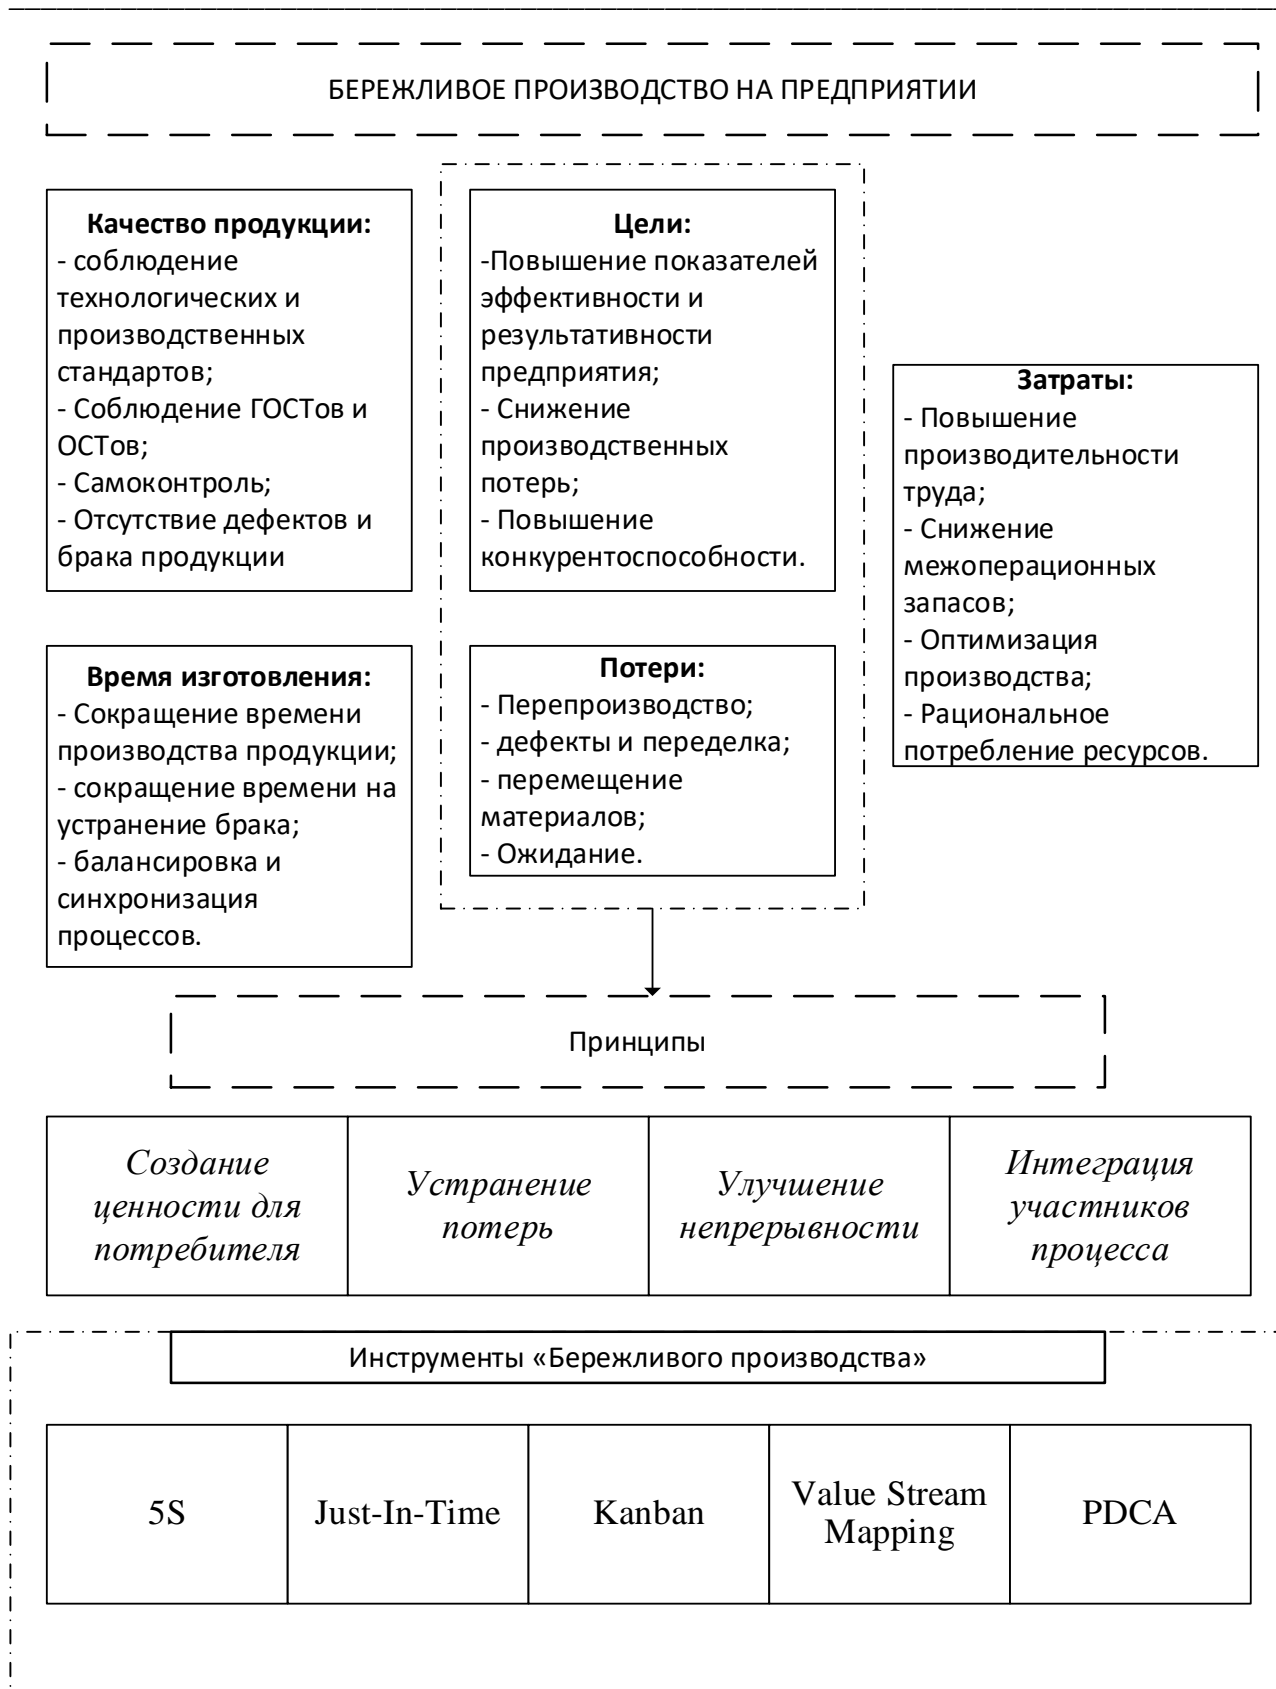 БЕРЕЖЛИВОЕ ПРОИЗВОДСТВО НА ПРЕДПРИЯТИИ
Качество продукции:
- соблюдение
технологических и
производственных
стандартов;
- Соблюдение ГОСТов и
ОСТов;
- Самоконтроль;
- Отсутствие дефектов и
брака продукции
Цели:
-Повышение показателей
эффективности и
результативности
предприятия;
- Снижение
производственных
потерь;
- Повышение
конкурентоспособности.
Затраты:
- Повышение
производительности
труда;
- Снижение
межоперационных
запасов;
- Оптимизация
производства;
- Рациональное
потребление ресурсов.
Время изготовления:
- Сокращение времени
производства продукции;
- сокращение времени на
устранение брака;
- балансировка и
синхронизация
процессов.
Потери:
- Перепроизводство;
- дефекты и переделка;
- перемещение
материалов;
- Ожидание.
Принципы
Создание
ценности для
потребителя
Устранение
потерь
Улучшение
непрерывности
Интеграция
участников
процесса
Инструменты «Бережливого производства»
5S
Just-In-Time
Kanban
Value Stream
Mapping
PDCA